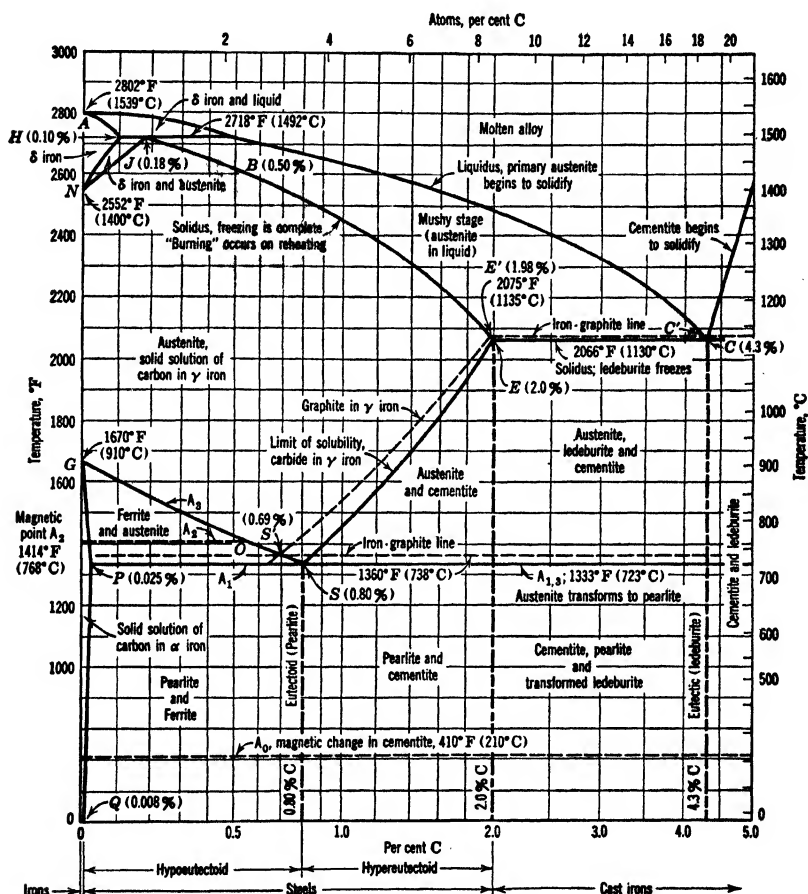 Atoms, per cent C
2 4 6 8 10 12 14 16 18 20
3000
2800
2600
2400
2200
2000
1800
1600
1200
1000
0
Temperature, °F
1600
1500
1400
1300
1200
1000
900
800
700
600
500
0
Temperature, °C
2802°F
(1539°C)
A
δ iron and liquid
2718°F (1492°C)
H (0.10%)
δ iron
J (0.18%)
B (0.50%)
N
δ iron and austenite
2552°F
(1400°C)
Molten alloy
Liquidus, primary austenite
begins to solidify
Solidus, freezing is complete
"Burning" occurs on reheating
Mushy stage
(austenite
in liquid)
Cementite begins
to solidify
E' (1.98%)
2075°F
(1135°C)
Iron-graphite line
C'
C (4.3%)
2066°F (1130°C)
Solidus; ledeburite freezes
E (2.0%)
Austenite,
solid solution of
carbon in γ iron
Graphite in γ iron
Limit of solubility,
carbide in γ iron
Austenite,
ledeburite and
cementite
Austenite
and cementite
1670°F
(910°C)
G
A₃
(0.69%)
S'
Ferrite
and austenite
A₂
O
Magnetic
point A₂
1414°F
(768°C)
Iron-graphite line
P (0.025%)
A₁
1360°F (738°C)
A₁,₃; 1333°F (723°C)
S (0.80%)
Austenite transforms to pearlite
Cementite and ledeburite
Solid solution of
carbon in α iron
Eutectoid (Pearlite)
Pearlite and
cementite
Cementite, pearlite
and
transformed ledeburite
Eutectic (ledeburite)
Pearlite
and
Ferrite
A₀, magnetic change in cementite, 410°F (210°C)
Q (0.008%)
0.80% C
2.0% C
4.3% C
0 0.5 1.0 2.0 3.0 4.0 5.0
Per cent C
Hypoeutectoid
Hypereutectoid
Irons
Steels
Cast irons